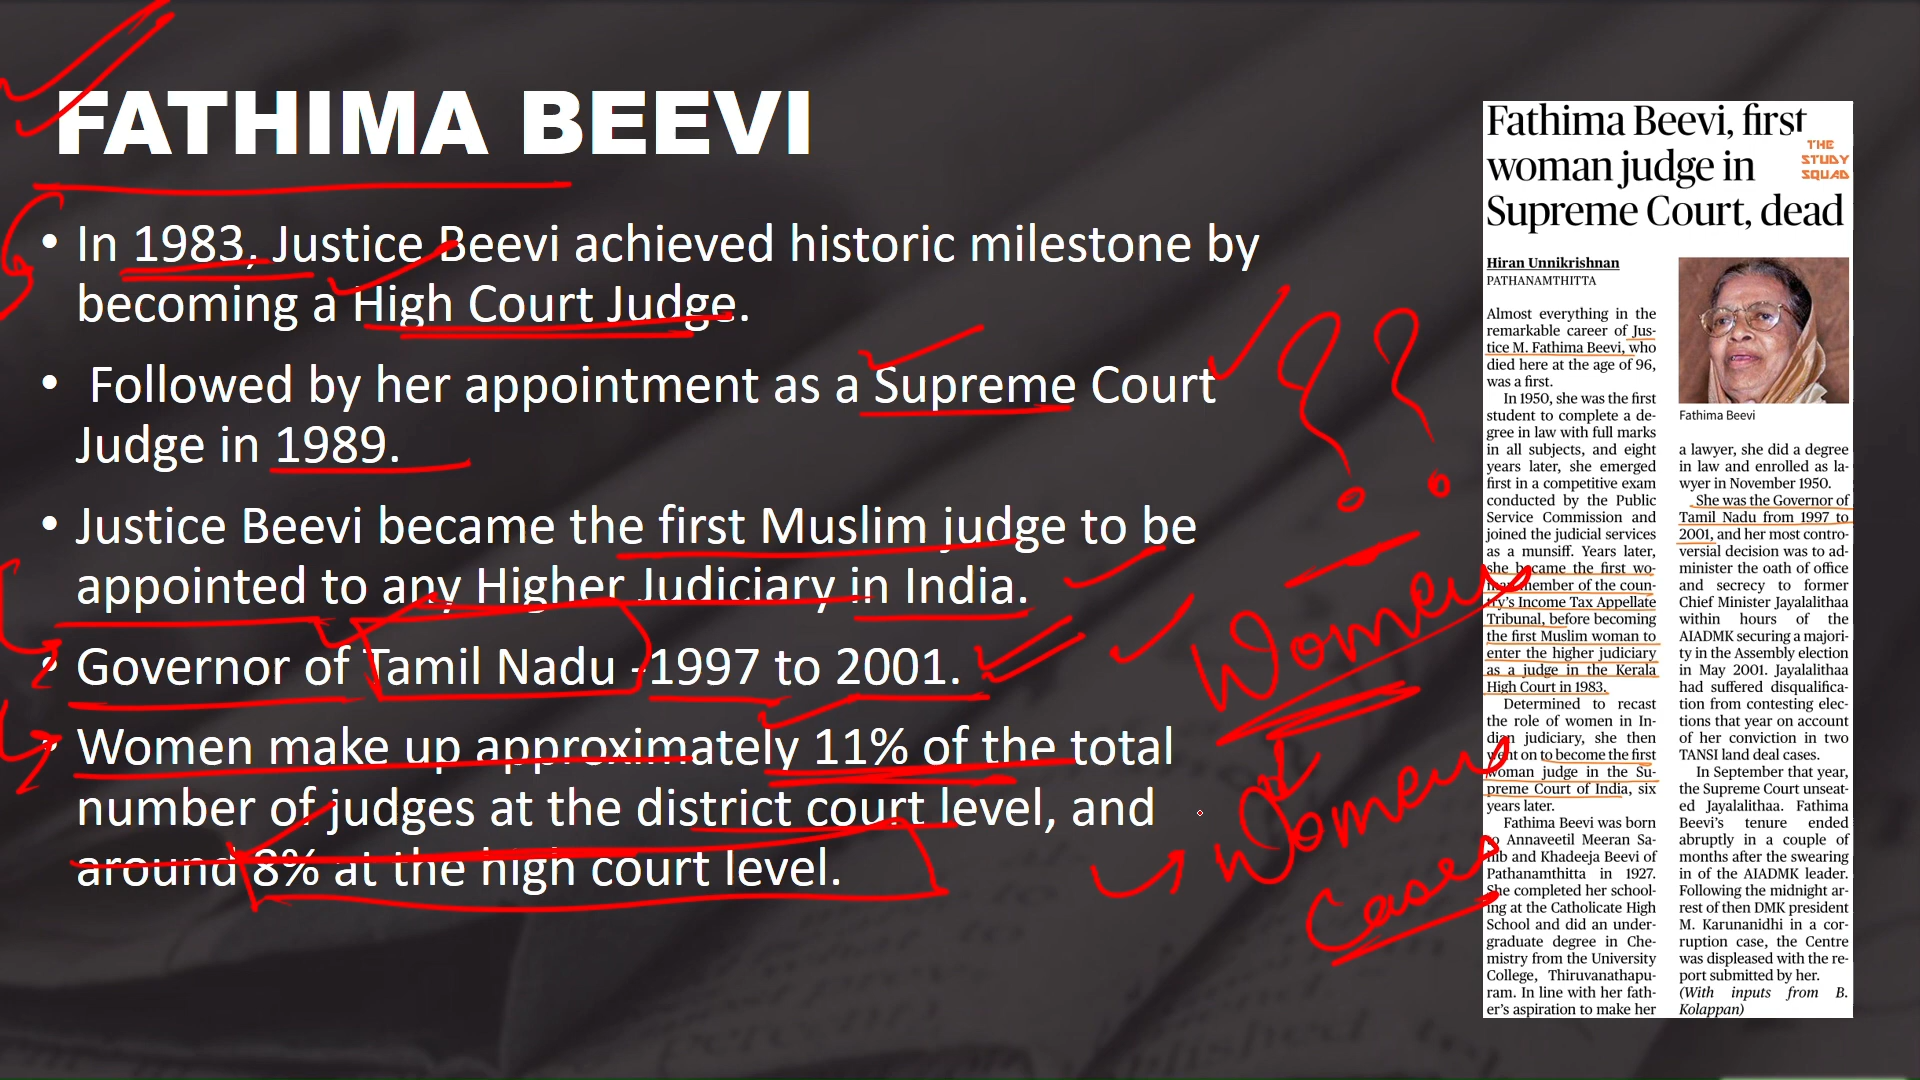 FATHIMA BEEVI
• In 1983, Justice Beevi achieved historic milestone by
becoming a High Court Judge.
• Followed by her appointment as a Supreme Court
Judge in 1989.
• Justice Beevi became the first Muslim judge to be
appointed to any Higher Judiciary in India.
• Governor of Tamil Nadu -1997 to 2001.
• Women make up approximately 11% of the total
number of judges at the district court level, and
around 8% at the high court level.
??
Women
Women
Cases
Fathima Beevi, first
woman judge in
Supreme Court, dead
THE
STUDY
SQUAD
Hiran Unnikrishnan
PATHANAMTHITTA
Almost everything in the
remarkable career of Jus-
tice M. Fathima Beevi, who
died here at the age of 96,
was a first.
In 1950, she was the first
student to complete a de-
gree in law with full marks
in all subjects, and eight
years later, she emerged
first in a competitive exam
conducted by the Public
Service Commission and
joined the judicial services
as a munsiff. Years later,
she became the first wo-
man member of the coun-
try's Income Tax Appellate
Tribunal, before becoming
the first Muslim woman to
enter the higher judiciary
as a judge in the Kerala
High Court in 1983.
Determined to recast
the role of women in In-
dian judiciary, she then
went on to become the first
woman judge in the Su-
preme Court of India, six
years later.
Fathima Beevi was born
to Annaveetil Meeran Sa-
hib and Khadeeja Beevi of
Pathanamthitta in 1927.
She completed her school-
ing at the Catholicate High
School and did an under-
graduate degree in Che-
mistry from the University
College, Thiruvanathapu-
ram. In line with her fath-
er's aspiration to make her
Fathima Beevi
a lawyer, she did a degree
in law and enrolled as la-
wyer in November 1950.
She was the Governor of
Tamil Nadu from 1997 to
2001, and her most contro-
versial decision was to ad-
minister the oath of office
and secrecy to former
Chief Minister Jayalalithaa
within hours of the
AIADMK securing a majori-
ty in the Assembly election
in May 2001. Jayalalithaa
had suffered disqualifica-
tion from contesting elec-
tions that year on account
of her conviction in two
TANSI land deal cases.
In September that year,
the Supreme Court unseat-
ed Jayalalithaa. Fathima
Beevi's tenure ended
abruptly in a couple of
months after the swearing
in of the AIADMK leader.
Following the midnight ar-
rest of then DMK president
M. Karunanidhi in a cor-
ruption case, the Centre
was displeased with the re-
port submitted by her.
(With inputs from B.
Kolappan)